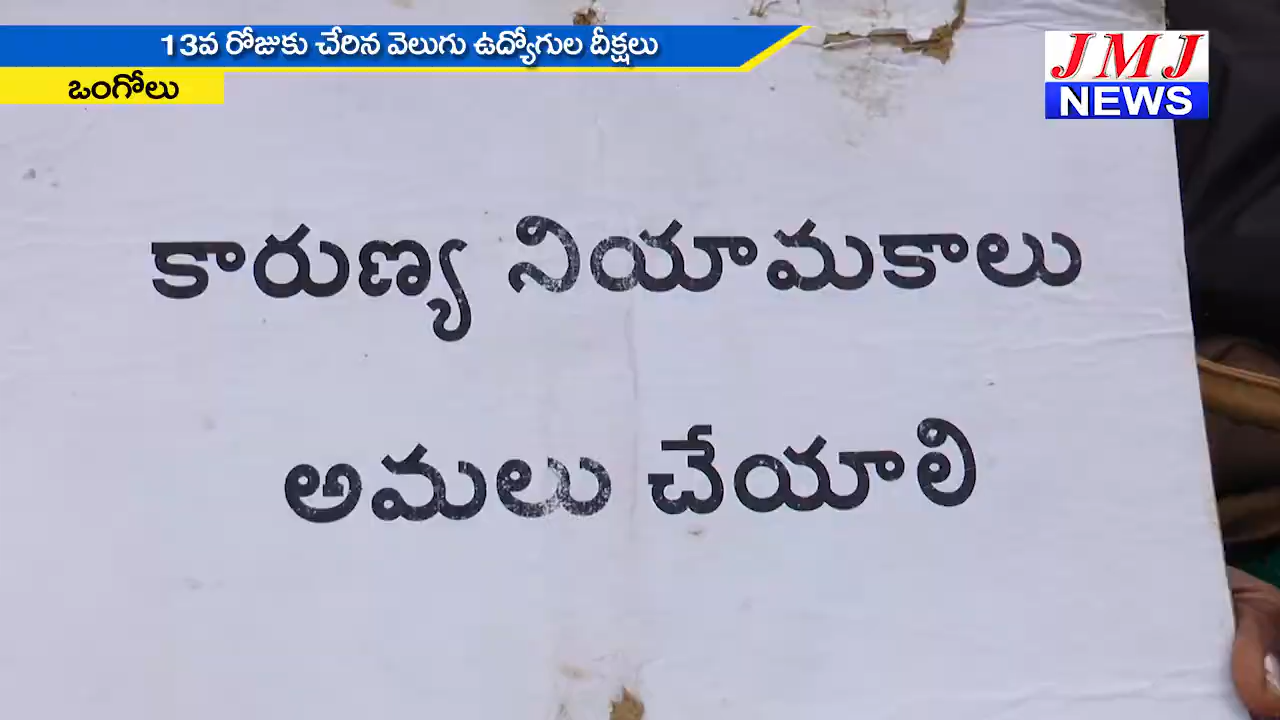 13వ రోజుకు చేరిన వెలుగు ఉద్యోగుల దీక్షలు
ఒంగోలు
JMJ
NEWS
కారుణ్య నియామకాలు
అమలు చేయాలి